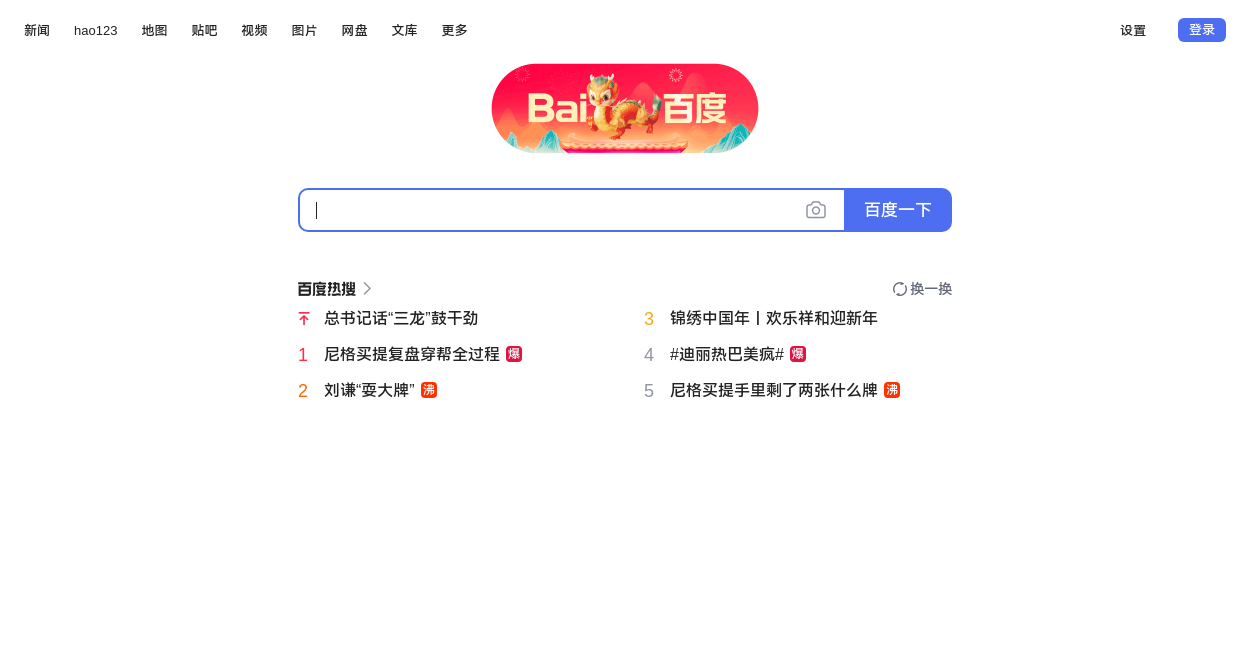 新闻 hao123 地图 贴吧 视频 图片 网盘 文库 更多 设置 登录
Bai 百度
百度一下
百度热搜 换一换
总书记话“三龙”鼓干劲
1 尼格买提复盘穿帮全过程 爆
2 刘谦“耍大牌” 沸
3 锦绣中国年丨欢乐祥和迎新年
4 #迪丽热巴美疯# 爆
5 尼格买提手里剩了两张什么牌 沸